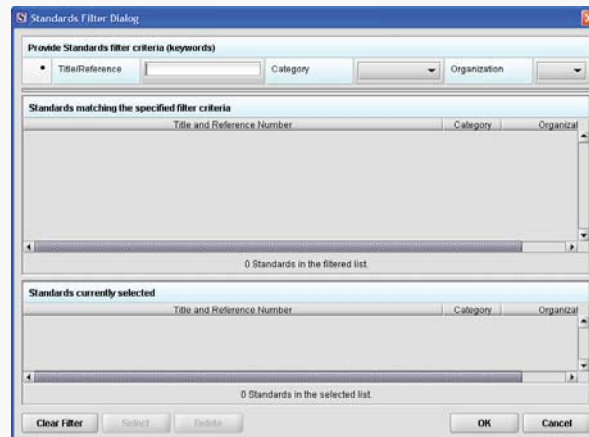 Standards Filter Dialog
Provide Standards filter criteria (keywords)
• Title/Reference Category Organization
Standards matching the specified filter criteria
Title and Reference Number Category Organizat
0 Standards in the filtered list.
Standards currently selected
Title and Reference Number Category Organizat
0 Standards in the selected list.
Clear Filter Select Delete OK Cancel